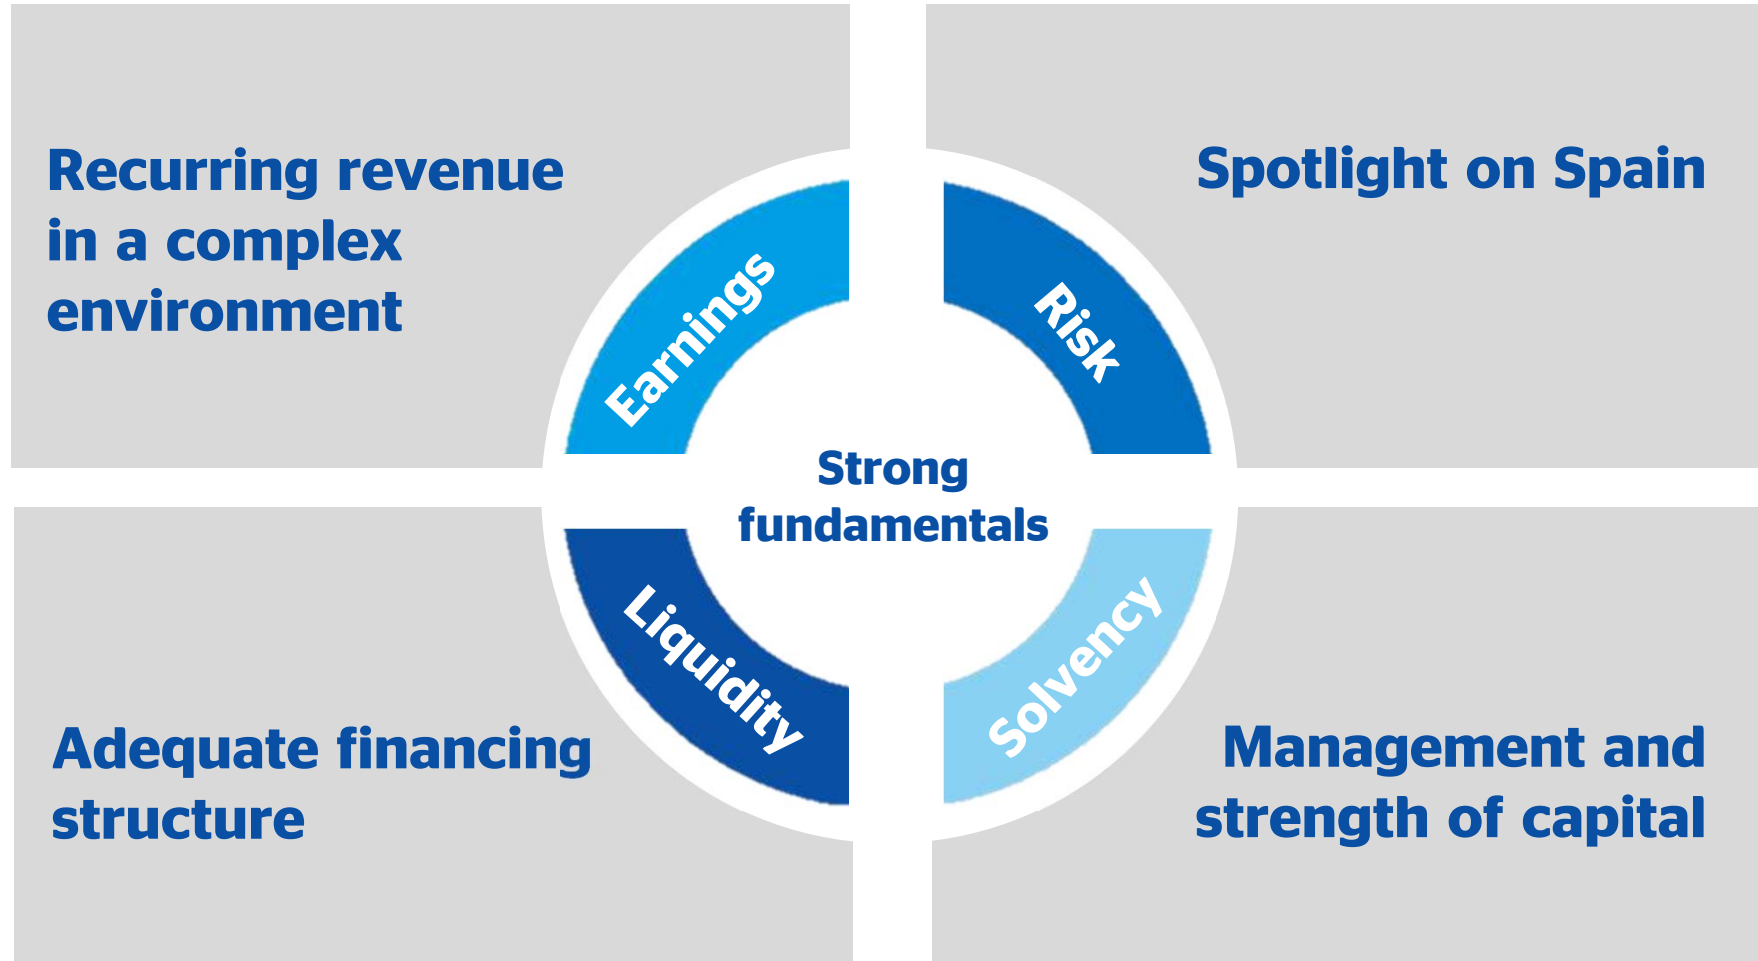 Recurring revenue
in a complex
environment
Spotlight on Spain
Earnings
Risk
Strong
fundamentals
Liquidity
Solvency
Adequate financing
structure
Management and
strength of capital